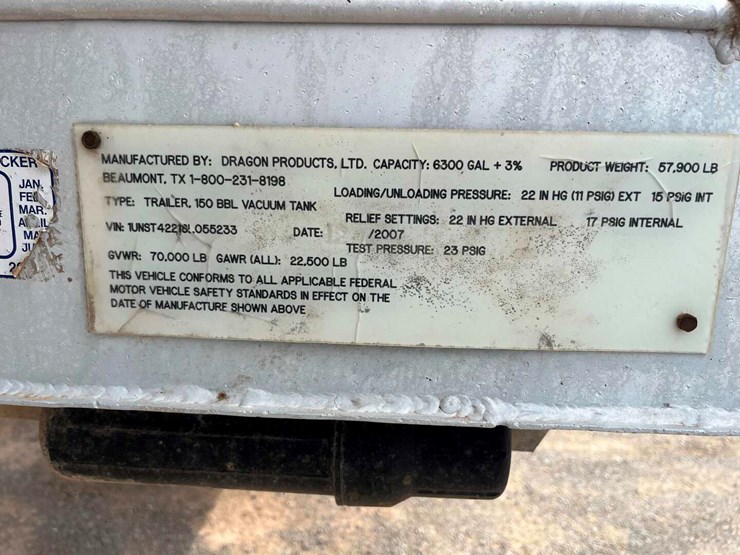 CKER
JAN.
MAR.
MANUFACTURED BY: DRAGON PRODUCTS, LTD. CAPACITY: 6300 GAL + 3% PRODUCT WEIGHT: 57,900 LB
BEAUMONT, TX 1-800-231-8198
LOADING/UNLOADING PRESSURE: 22 IN HG (11 PSIG) EXT 15 PSIG INT
TYPE: TRAILER, 150 BBL VACUUM TANK
RELIEF SETTINGS: 22 IN HG EXTERNAL 17 PSIG INTERNAL
VIN: DATE: /2007
TEST PRESSURE: 23 PSIG
GVWR: 70,000 LB GAWR (ALL): 22,500 LB
THIS VEHICLE CONFORMS TO ALL APPLICABLE FEDERAL
MOTOR VEHICLE SAFETY STANDARDS IN EFFECT ON THE
DATE OF MANUFACTURE SHOWN ABOVE